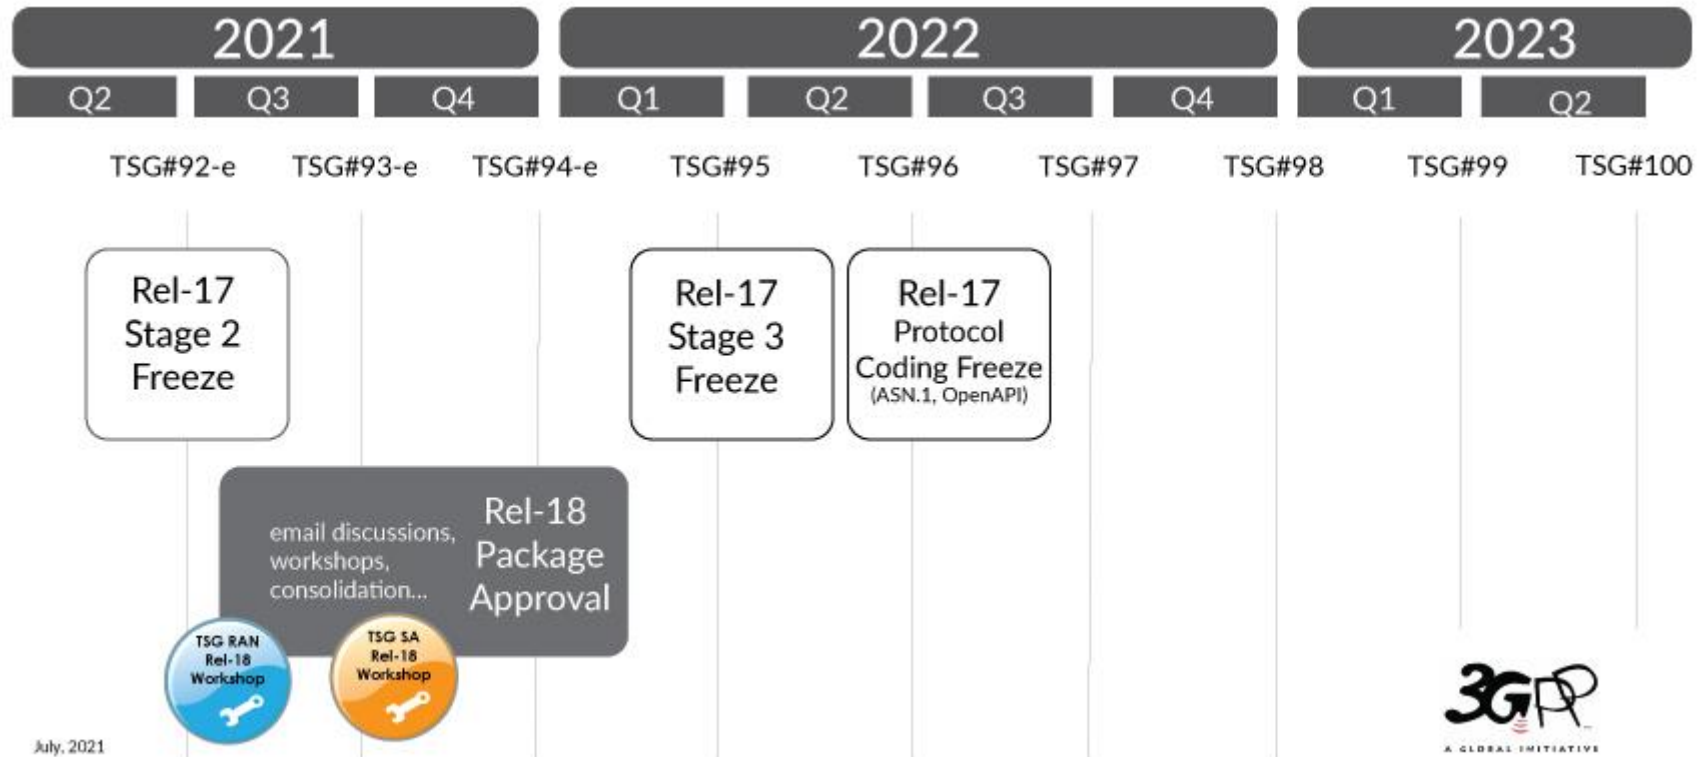 2021 2022 2023
Q2 Q3 Q4 Q1 Q2 Q3 Q4 Q1 Q2
TSG#92-e TSG#93-e TSG#94-e TSG#95 TSG#96 TSG#97 TSG#98 TSG#99 TSG#100
Rel-17
Stage 2
Freeze
Rel-17
Stage 3
Freeze
Rel-17
Protocol
Coding Freeze
(ASN.1, OpenAPI)
email discussions,
workshops,
consolidation...
Rel-18
Package
Approval
TSG RAN
Rel-18
Workshop
TSG SA
Rel-18
Workshop
July, 2021
3GPP
A GLOBAL INITIATIVE